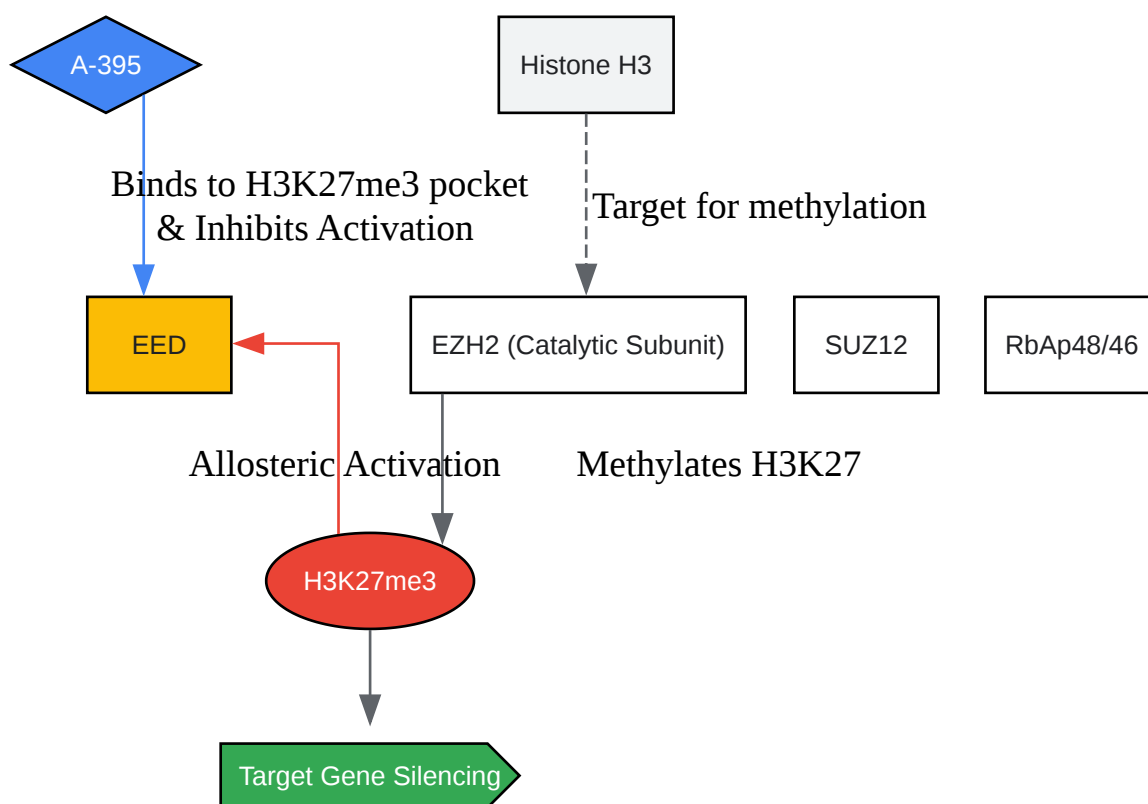 A-395
Histone H3
Binds to H3K27me3 pocket
& Inhibits Activation
Target for methylation
EED
EZH2 (Catalytic Subunit)
SUZ12
RbAp48/46
Allosteric Activation
Methylates H3K27
H3K27me3
Target Gene Silencing